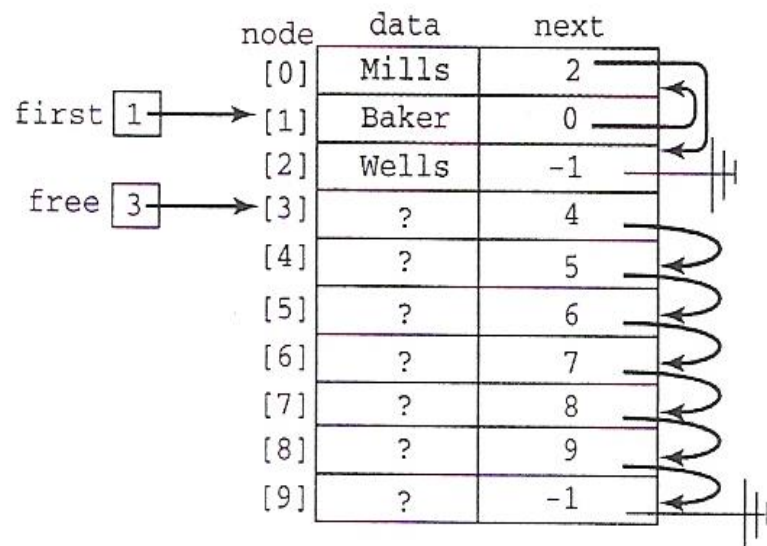 node data next
[0] Mills 2
first 1 [1] Baker 0
[2] Wells -1
free 3 [3] ? 4
[4] ? 5
[5] ? 6
[6] ? 7
[7] ? 8
[8] ? 9
[9] ? -1